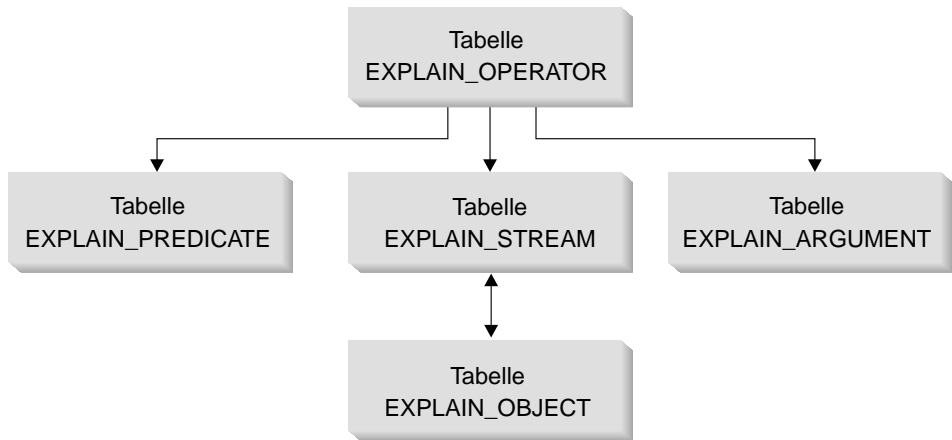 Tabelle
EXPLAIN_OPERATOR
Tabelle
EXPLAIN_PREDICATE
Tabelle
EXPLAIN_STREAM
Tabelle
EXPLAIN_ARGUMENT
Tabelle
EXPLAIN_OBJECT